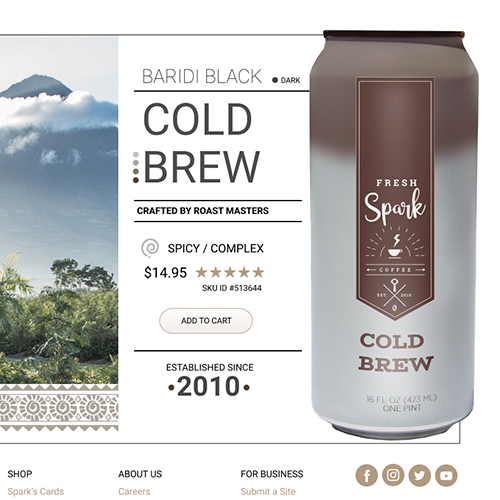 BARIDI BLACK
DARK
COLD
BREW
CRAFTED BY ROAST MASTERS
SPICY / COMPLEX
$14.95
SKU ID #513644
ADD TO CART
ESTABLISHED SINCE
•2010•
FRESH
Spark
COFFEE
EST. 2010
COLD
BREW
16 FL OZ (473 ML)
ONE PINT
SHOP ABOUT US FOR BUSINESS
Spark's Cards Careers Submit a Site